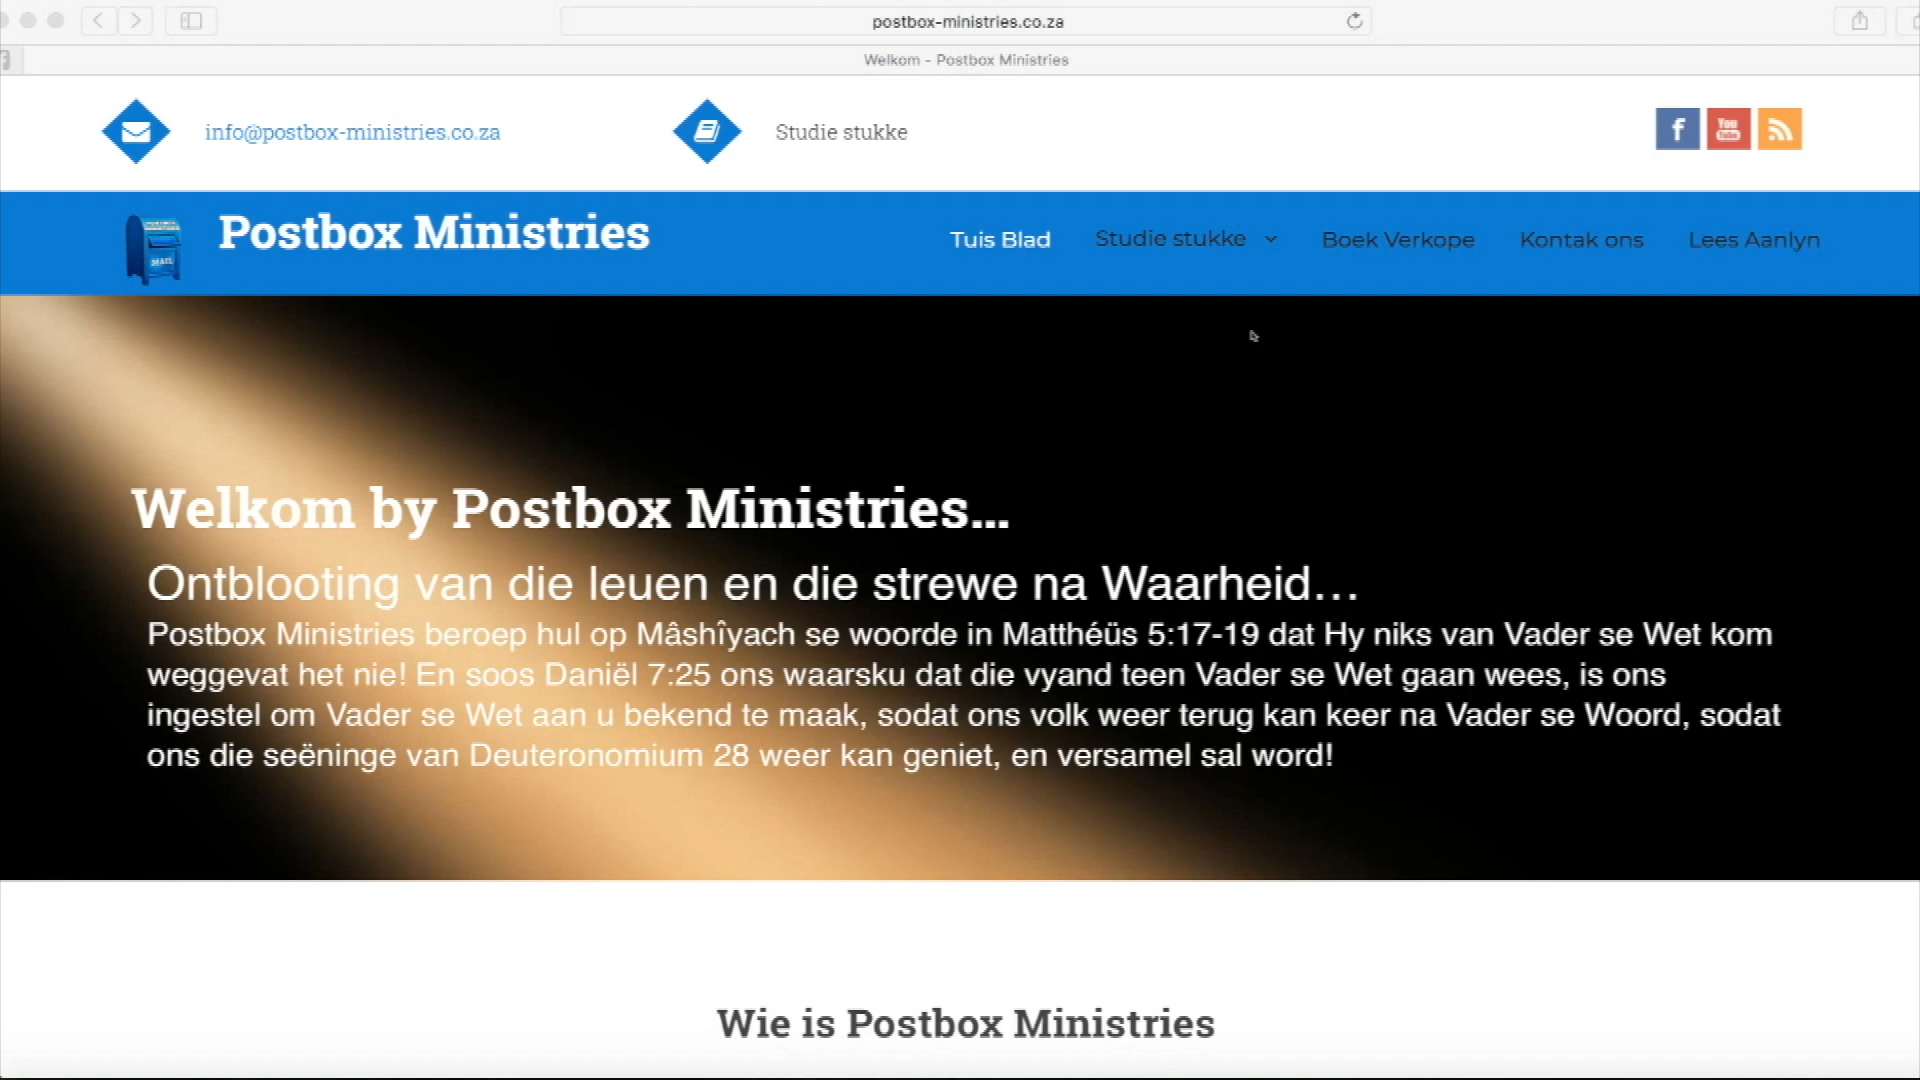 postbox-ministries.co.za
Welkom - Postbox Ministries
info@postbox-ministries.co.za
Studie stukke
f
You
Tube
MAIL
Postbox Ministries
Tuis Blad
Studie stukke
Boek Verkope
Kontak ons
Lees Aanlyn
Welkom by Postbox Ministries...
Ontblooting van die leuen en die strewe na Waarheid...
Postbox Ministries beroep hul op Mâshîyach se woorde in Matthéüs 5:17-19 dat Hy niks van Vader se Wet kom
weggevat het nie! En soos Daniël 7:25 ons waarsku dat die vyand teen Vader se Wet gaan wees, is ons
ingestel om Vader se Wet aan u bekend te maak, sodat ons volk weer terug kan keer na Vader se Woord, sodat
ons die seëninge van Deuteronomium 28 weer kan geniet, en versamel sal word!
Wie is Postbox Ministries